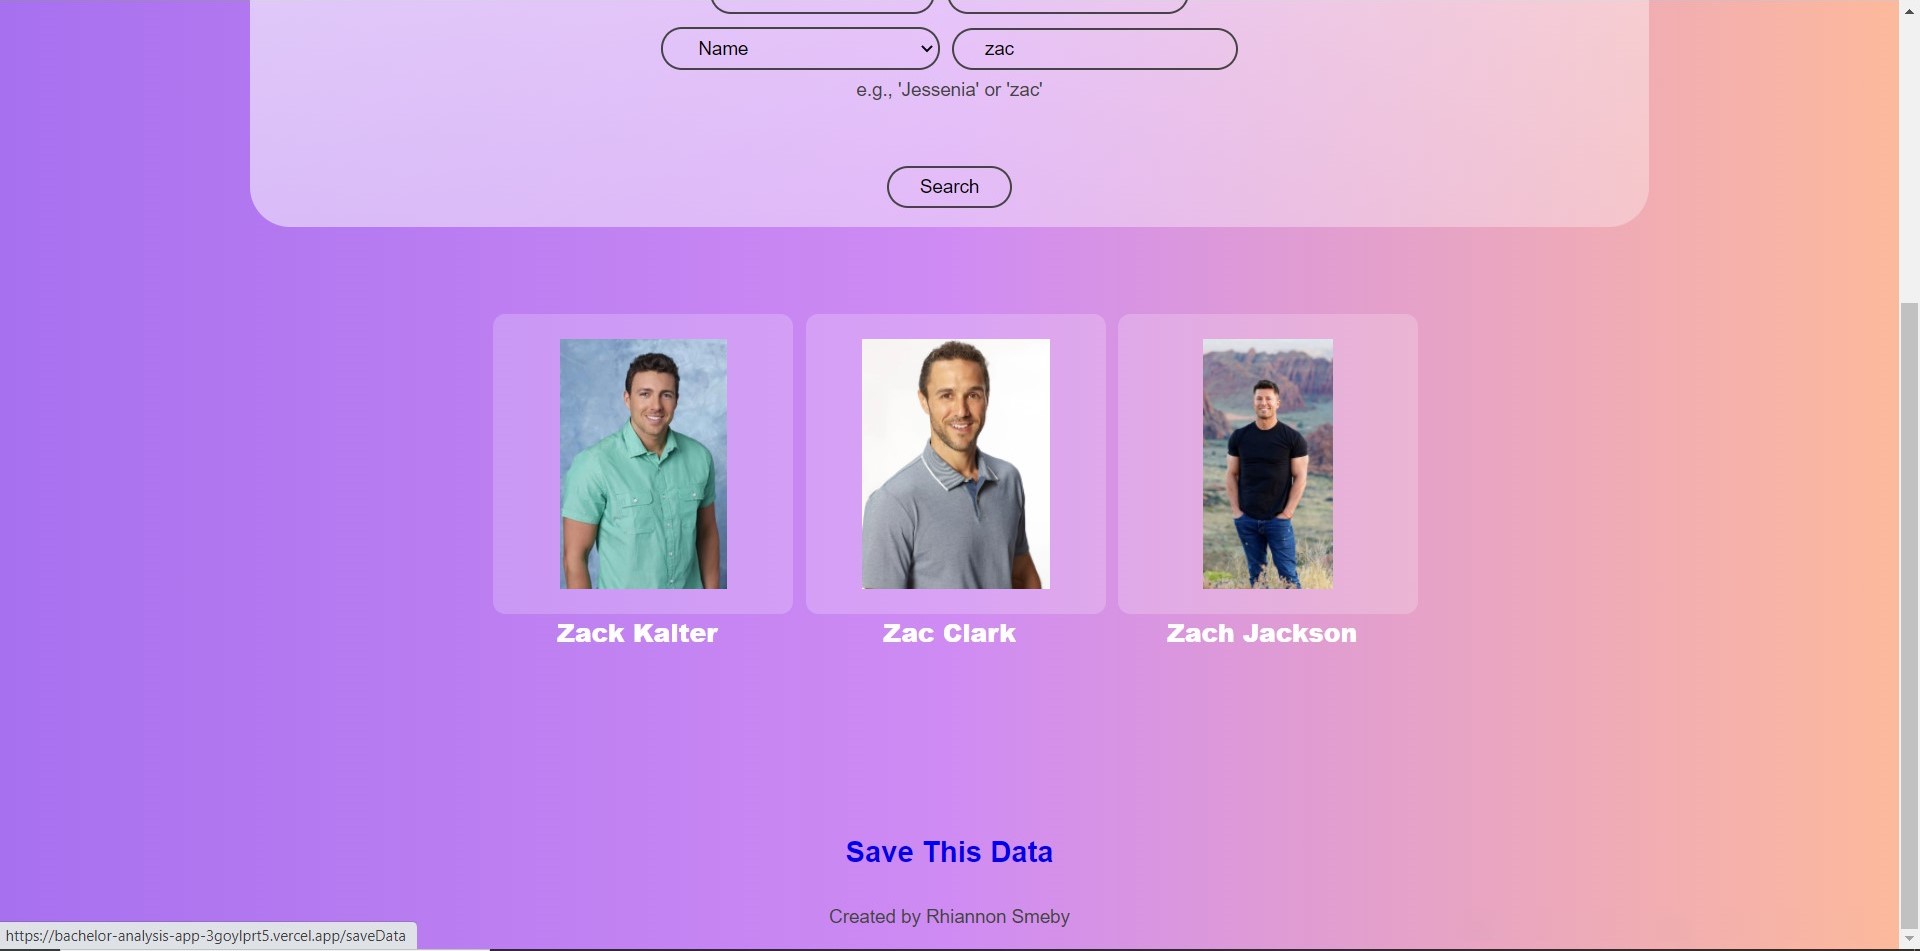 Name
zac
e.g., 'Jessenia' or 'zac'
Search
Zack Kalter
Zac Clark
Zach Jackson
Save This Data
Created by Rhiannon Smeby
https://bachelor-analysis-app-3goylprt5.vercel.app/saveData